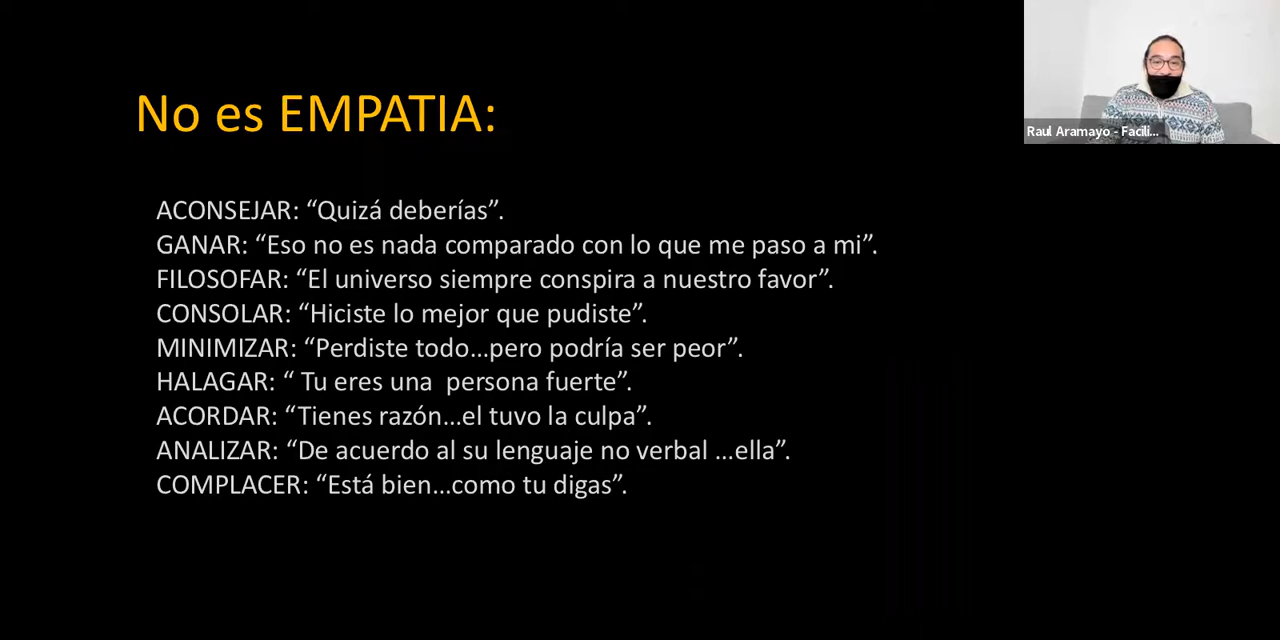 No es EMPATIA:
ACONSEJAR: “Quizá deberías”.
GANAR: “Eso no es nada comparado con lo que me paso a mi”.
FILOSOFAR: “El universo siempre conspira a nuestro favor”.
CONSOLAR: “Hiciste lo mejor que pudiste”.
MINIMIZAR: “Perdiste todo...pero podría ser peor”.
HALAGAR: “ Tu eres una  persona fuerte”.
ACORDAR: “Tienes razón...el tuvo la culpa”.
ANALIZAR: “De acuerdo al su lenguaje no verbal ...ella”.
COMPLACER: “Está bien...como tu digas”.
Raul Aramayo - Facili...